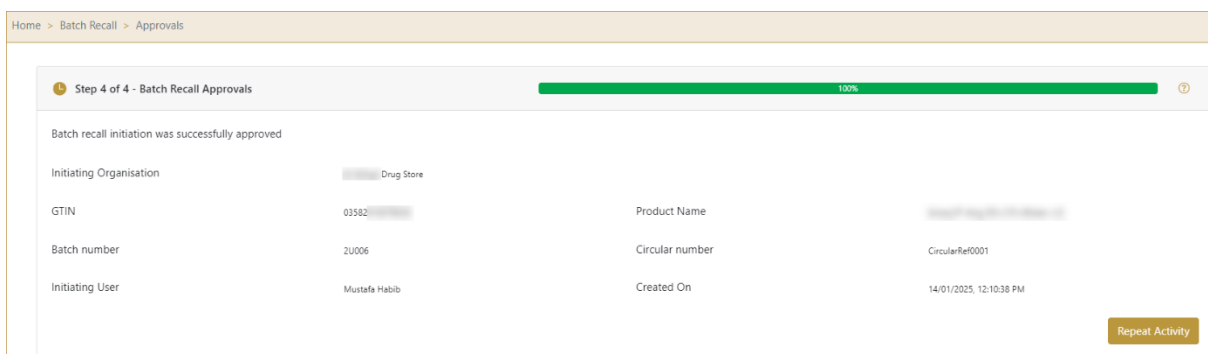 Home > Batch Recall > Approvals
Step 4 of 4 - Batch Recall Approvals 100%
Batch recall initiation was successfully approved
Initiating Organisation Drug Store
GTIN 03582 Product Name
Batch number 2U006 Circular number CircularRef0001
Initiating User Mustafa Habib Created On 14/01/2025, 12:10:38 PM
Repeat Activity